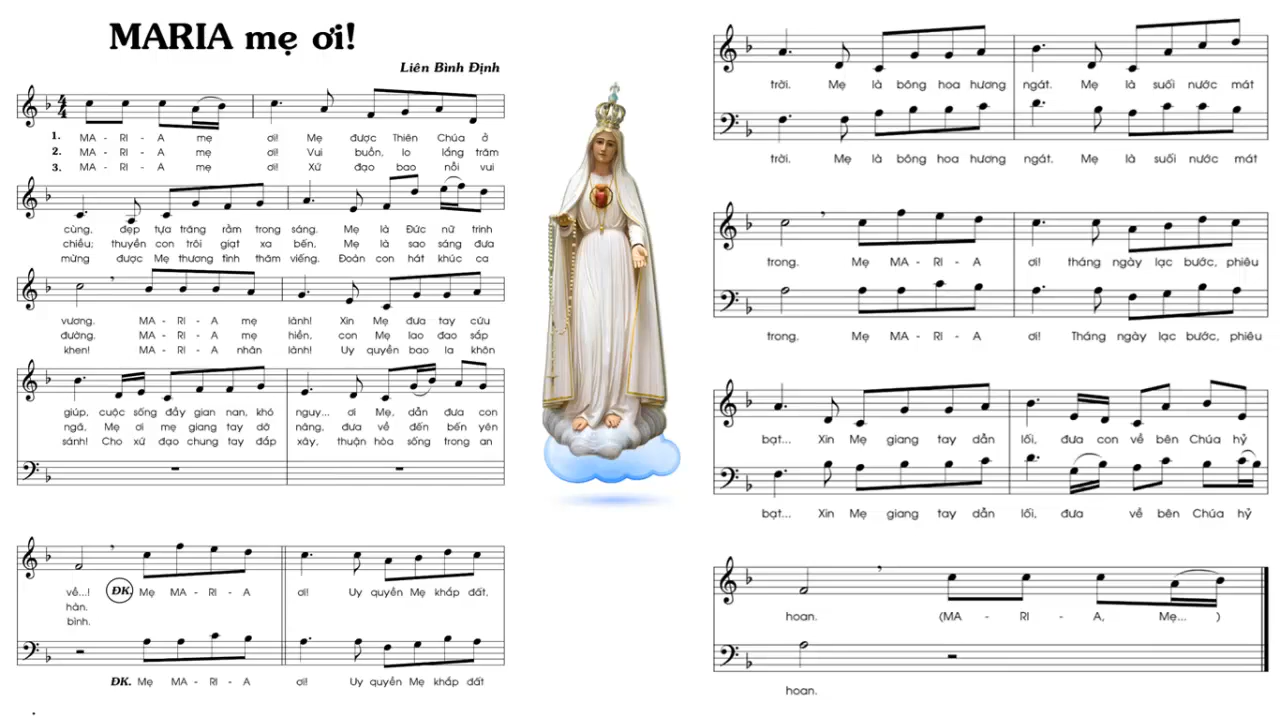 MARIA mẹ ơi!
Liên Bình Định
4
4
1. MA - RI - A mẹ ơi! Mẹ được Thiên Chúa ở
2. MA - RI - A mẹ ơi! Vui buồn, lo lắng trăm
3. MA - RI - A mẹ ơi! Xứ đạo bao nỗi vui
cùng, đẹp tựa trăng rằm trong sáng. Mẹ là Đức nữ trinh
chiều; thuyền con trôi giạt xa bến, Mẹ là sao sáng đưa
mừng được Mẹ thương tình thăm viếng. Đoàn con hát khúc ca
vương. MA - RI - A mẹ lành! Xin Mẹ đưa tay cứu
đường. MA - RI - A mẹ hiền, con Mẹ lao đao sắp
khen! MA - RI - A nhân lành! Uy quyền bao la khôn
giúp, cuộc sống đầy gian nan, khó nguy... ơi Mẹ, dẫn đưa con
ngã, Mẹ ơi mẹ giang tay dỡ nâng, đưa về đến bến yên
sánh! Cho xứ đạo chung tay đắp xây, thuận hòa sống trong an
về...! ĐK. Mẹ MA - RI - A ơi! Uy quyền Mẹ khắp đất,
hàn.
bình.
ĐK. Mẹ MA - RI - A ơi! Uy quyền Mẹ khắp đất
trời. Mẹ là bông hoa hương ngát. Mẹ là suối nước mát
trời. Mẹ là bông hoa hương ngát. Mẹ là suối nước mát
trong. Mẹ MA - RI - A ơi! tháng ngày lạc bước, phiêu
trong. Mẹ MA - RI - A ơi! Tháng ngày lạc bước, phiêu
bạt... Xin Mẹ giang tay dẫn lối, đưa con về bên Chúa hỷ
bạt... Xin Mẹ giang tay dẫn lối, đưa về bên Chúa hỷ
hoan. (MA - RI - A, Mẹ... )
hoan.